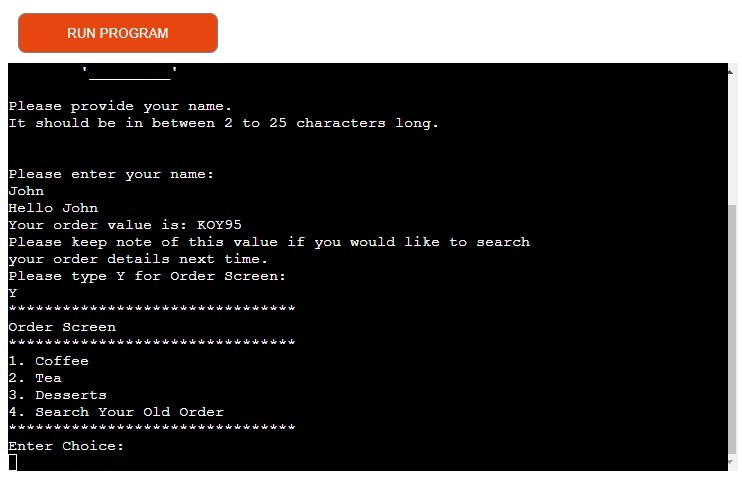 RUN PROGRAM
'_________'
Please provide your name.
It should be in between 2 to 25 characters long.
Please enter your name:
John
Hello John
Your order value is: KOY95
Please keep note of this value if you would like to search
your order details next time.
Please type Y for Order Screen:
Y
********************************
Order Screen
********************************
1. Coffee
2. Tea
3. Desserts
4. Search Your Old Order
********************************
Enter Choice: